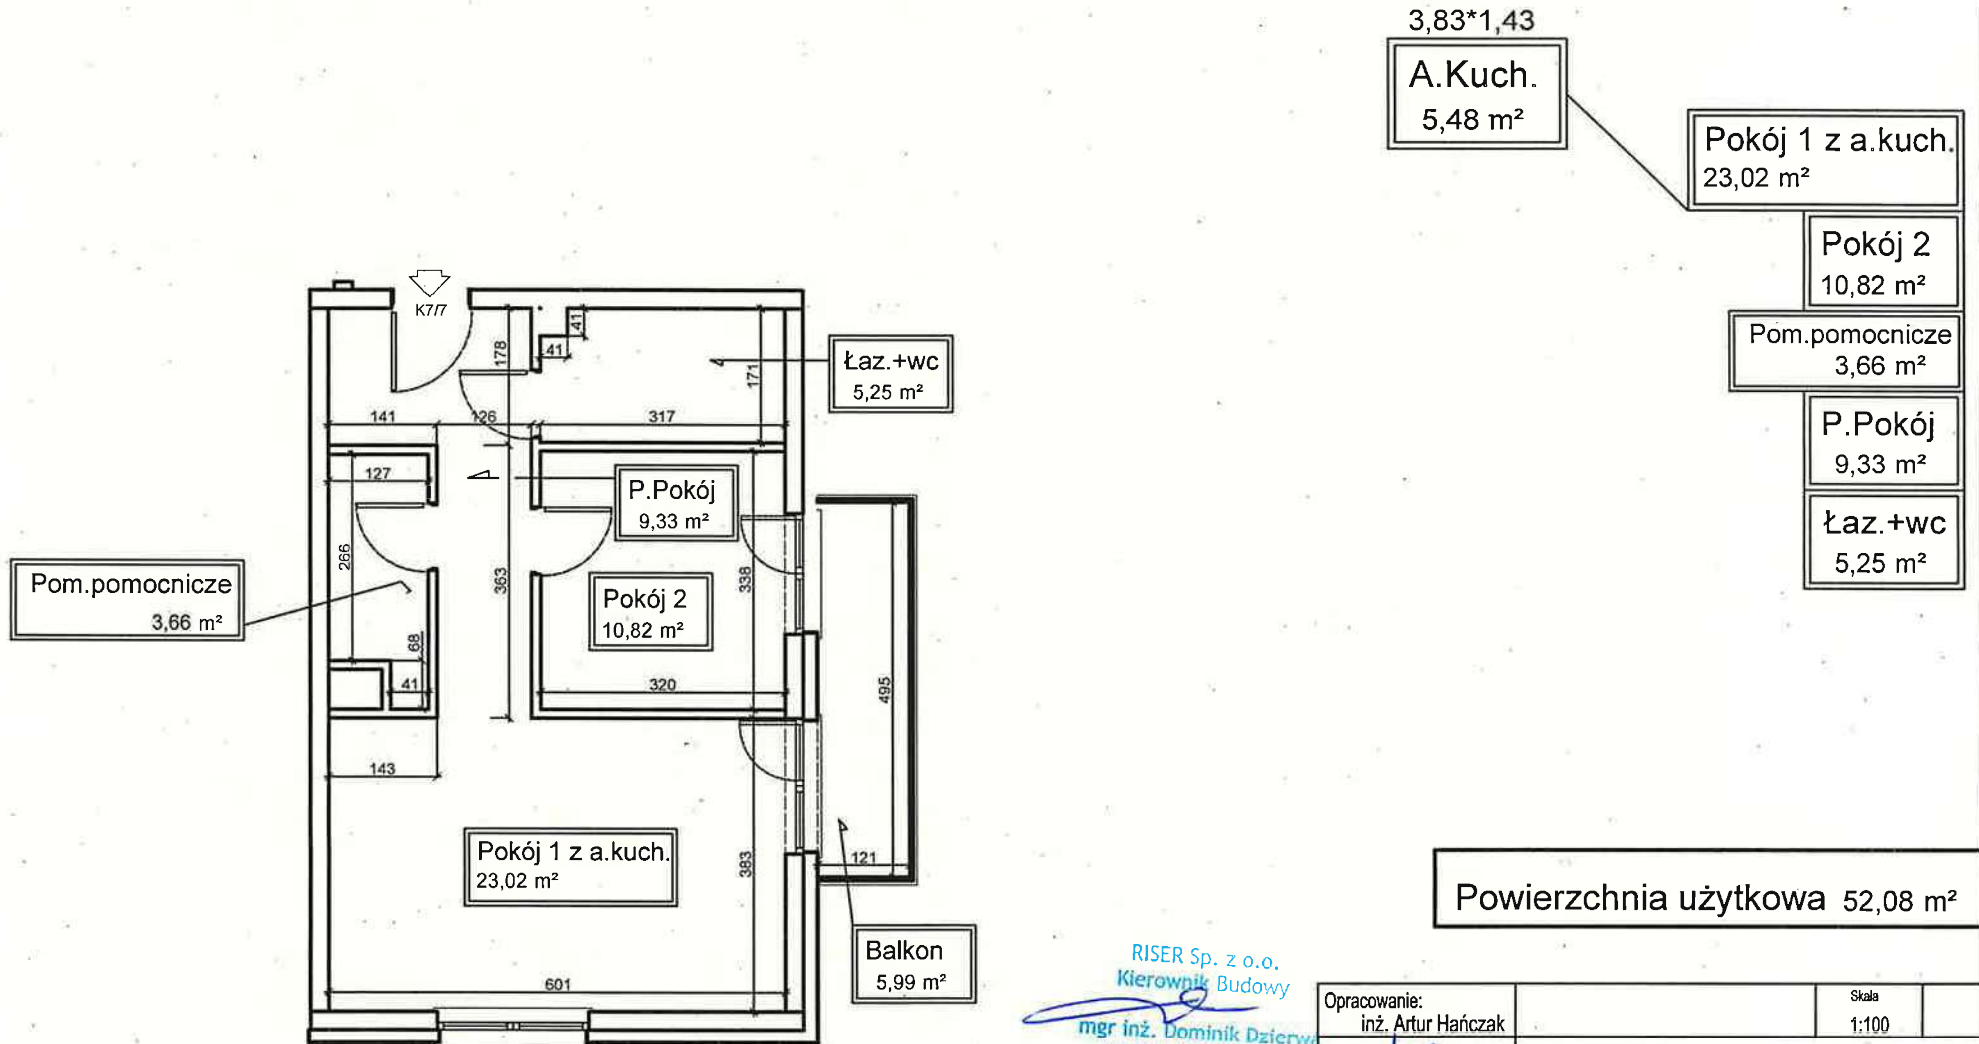 3,83*1,43
A.Kuch.
5,48 m²
Pokój 1 z a.kuch.
23,02 m²
Pokój 2
10,82 m²
Pom.pomocnicze
3,66 m²
P.Pokój
9,33 m²
Łaz.+wc
5,25 m²
K7/7
41
41
178
171
Łaz.+wc
5,25 m²
141
126
317
127
P.Pokój
9,33 m²
266
363
338
Pom.pomocnicze
3,66 m²
Pokój 2
10,82 m²
68
41
320
495
143
Pokój 1 z a.kuch.
23,02 m²
383
121
Powierzchnia użytkowa 52,08 m²
Balkon
5,99 m²
601
RISER Sp. z o.o.
Kierownik Budowy
mgr inż. Dominik
Opracowanie:
inż. Artur Hańczak
Skala
1:100